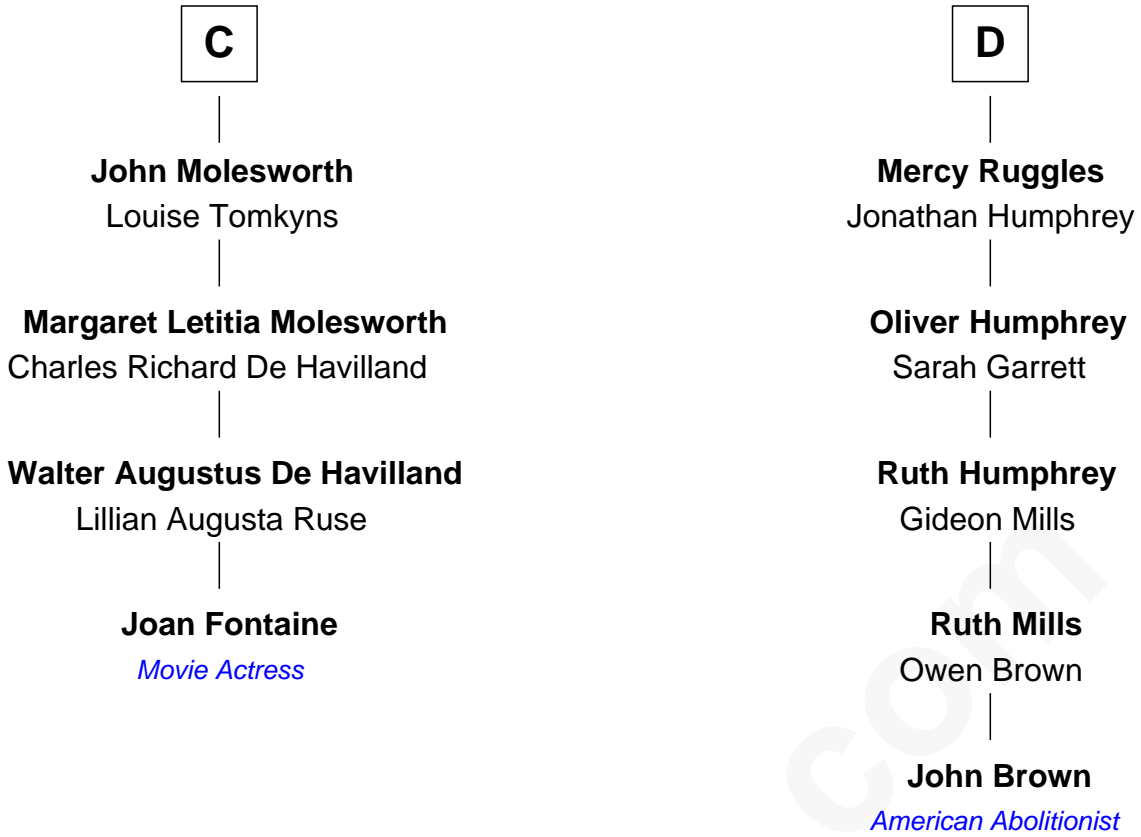 C
John Molesworth
Louise Tomkyns
Margaret Letitia Molesworth
Charles Richard De Havilland
Walter Augustus De Havilland
Lillian Augusta Ruse
Joan Fontaine
Movie Actress
D
Mercy Ruggles
Jonathan Humphrey
Oliver Humphrey
Sarah Garrett
Ruth Humphrey
Gideon Mills
Ruth Mills
Owen Brown
John Brown
American Abolitionist
com